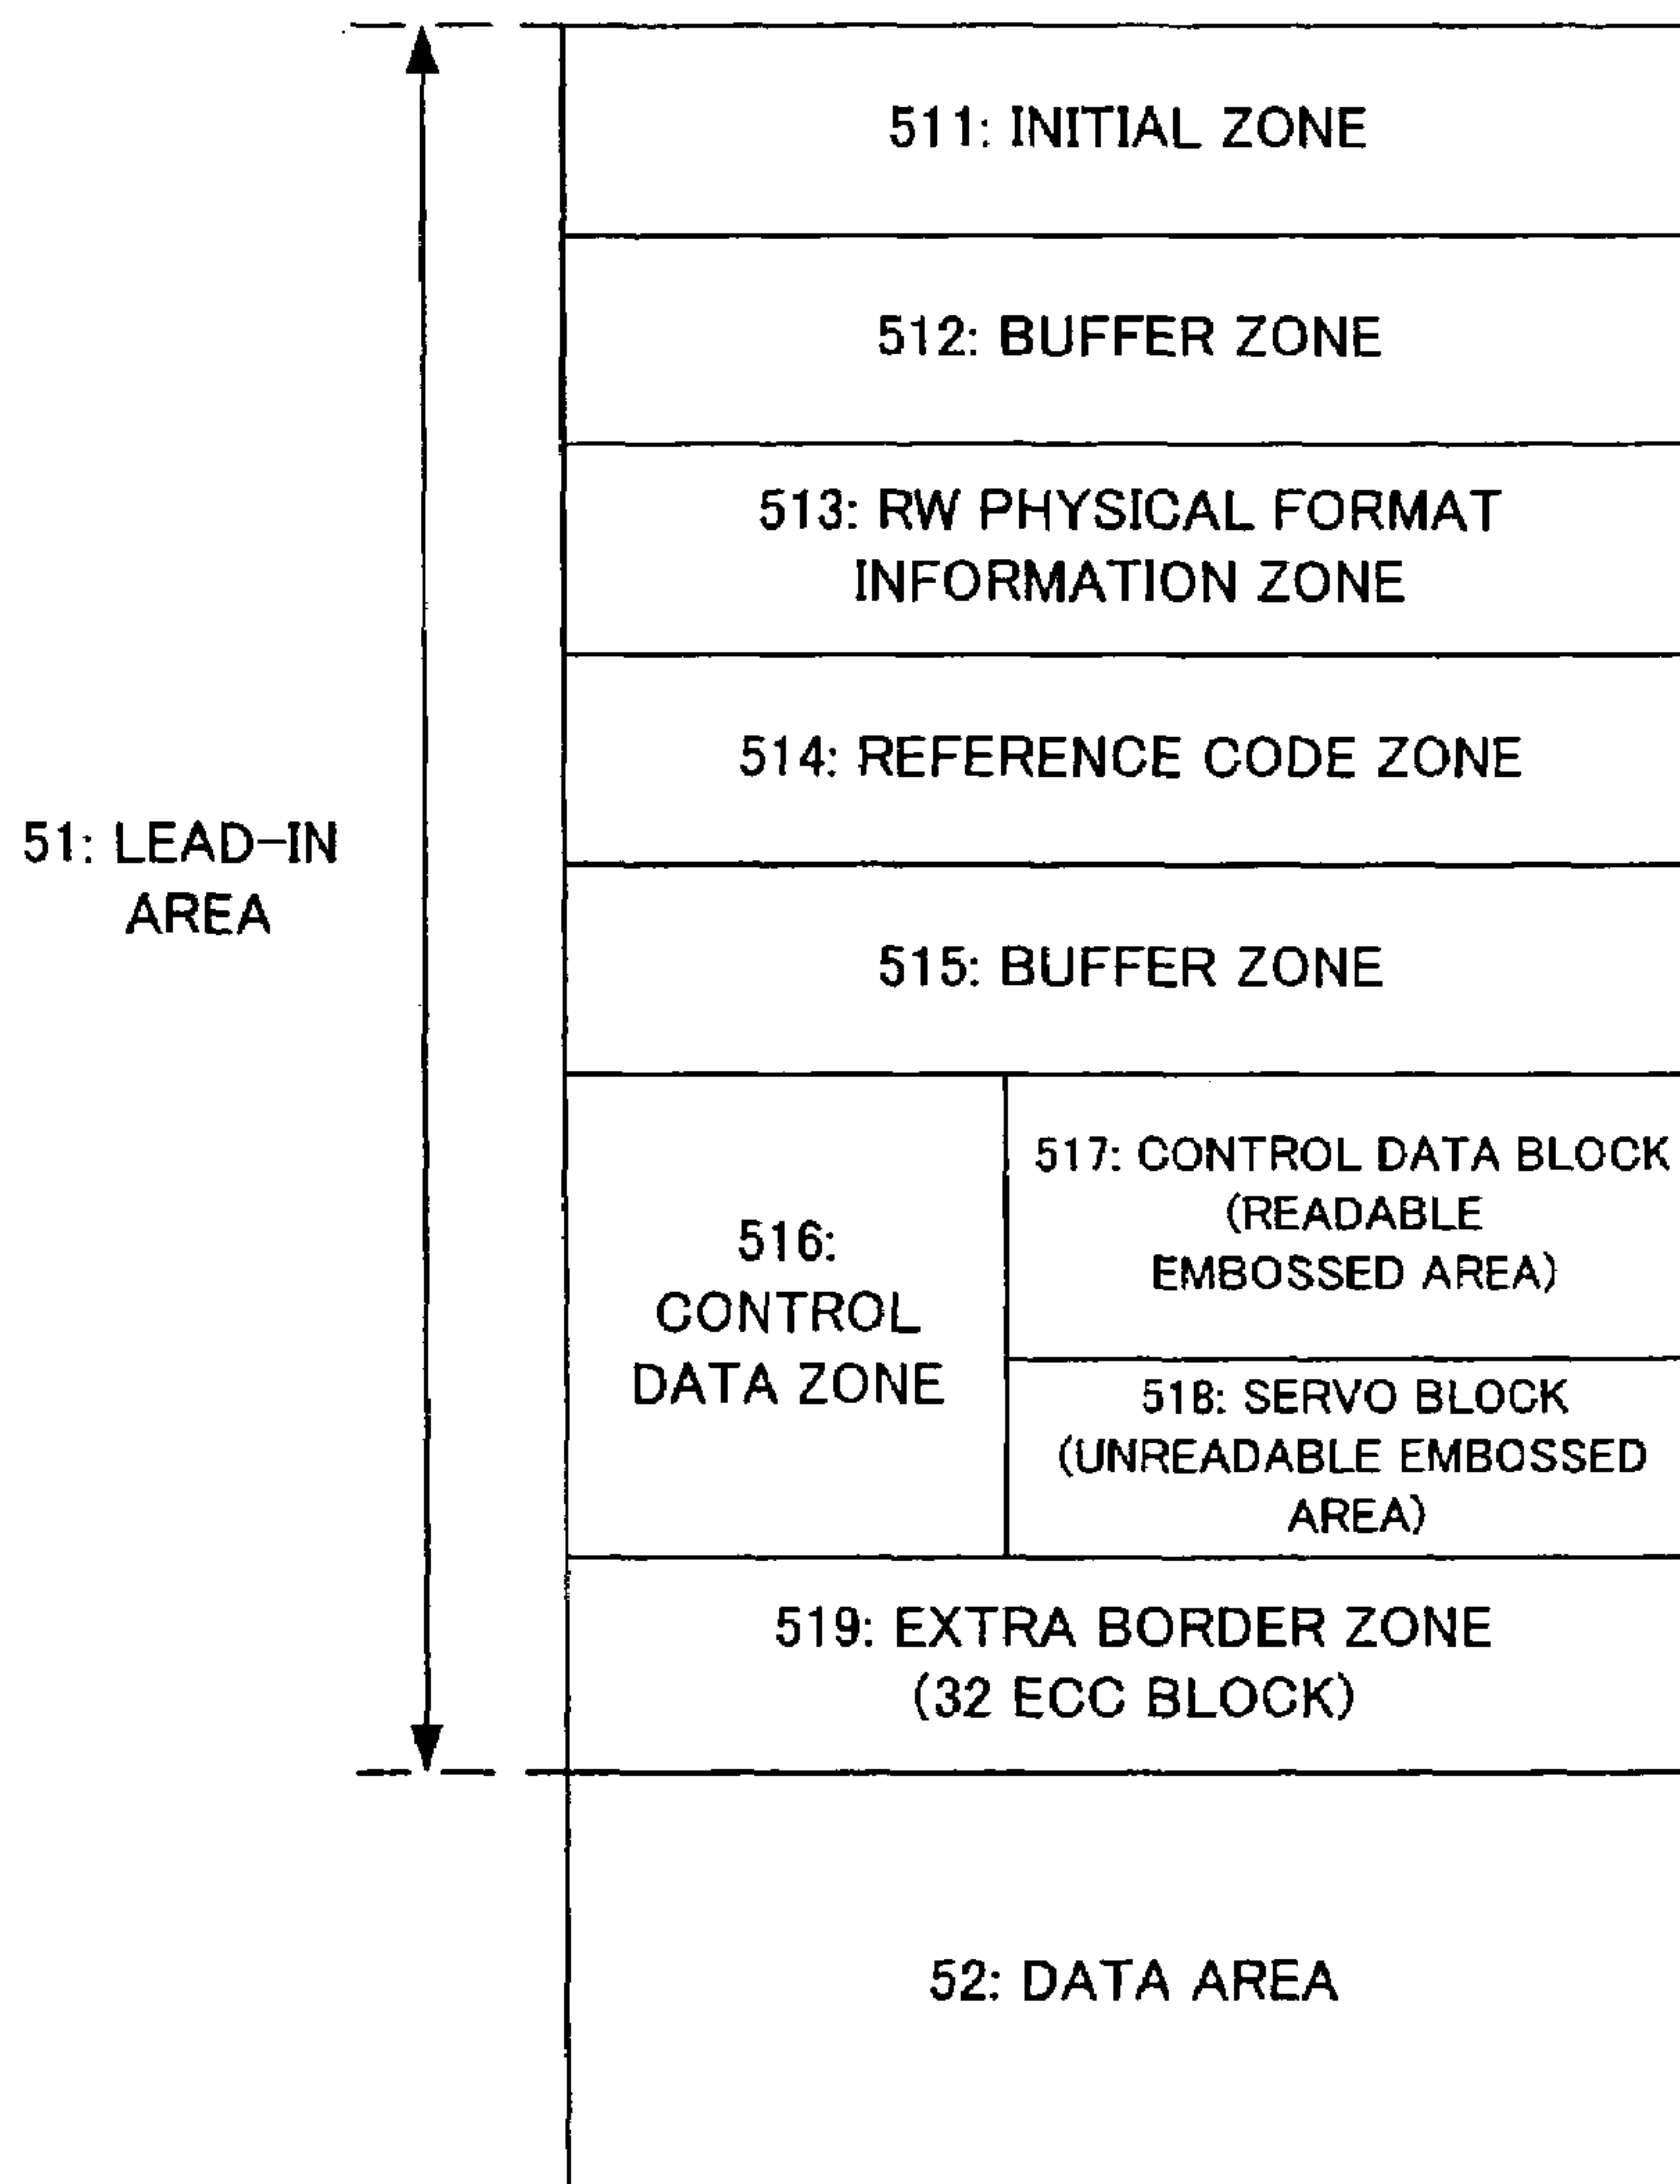 511: INITIAL ZONE
512: BUFFER ZONE
513: RW PHYSICAL FORMAT
INFORMATION ZONE
514: REFERENCE CODE ZONE
51: LEAD-IN
AREA
515: BUFFER ZONE
516:
CONTROL
DATA ZONE
517: CONTROL DATA BLOCK
(READABLE
EMBOSSED AREA)
518: SERVO BLOCK
(UNREADABLE EMBOSSED
AREA)
519: EXTRA BORDER ZONE
(32 ECC BLOCK)
52: DATA AREA